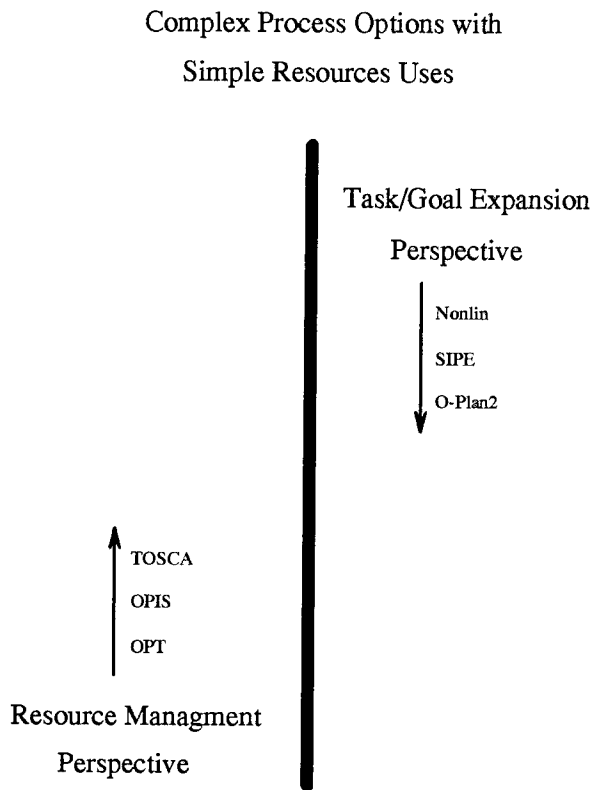 Complex Process Options with
Simple Resources Uses
Task/Goal Expansion
Perspective
Nonlin
SIPE
O-Plan2
TOSCA
OPIS
OPT
Resource Managment
Perspective